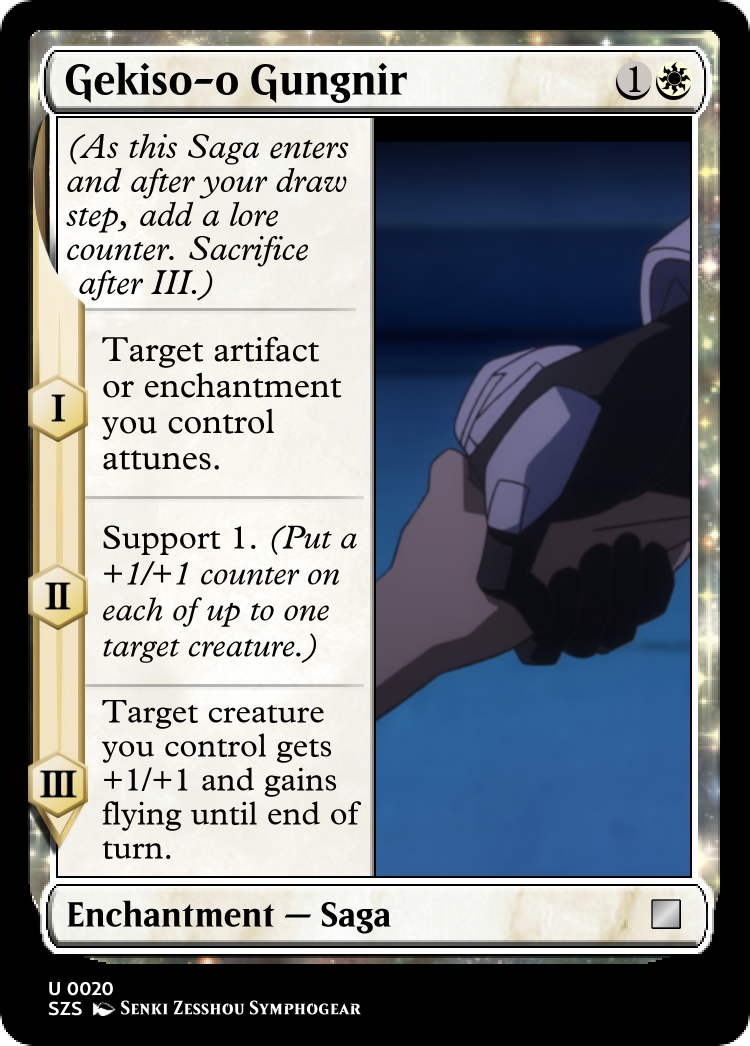 Gekiso-o Gungnir 1
(As this Saga enters
and after your draw
step, add a lore
counter. Sacrifice
after III.)
I
Target artifact
or enchantment
you control
attunes.
II
Support 1. (Put a
+1/+1 counter on
each of up to one
target creature.)
III
Target creature
you control gets
+1/+1 and gains
flying until end of
turn.
Enchantment — Saga
U 0020
SZS Senki Zesshou Symphogear